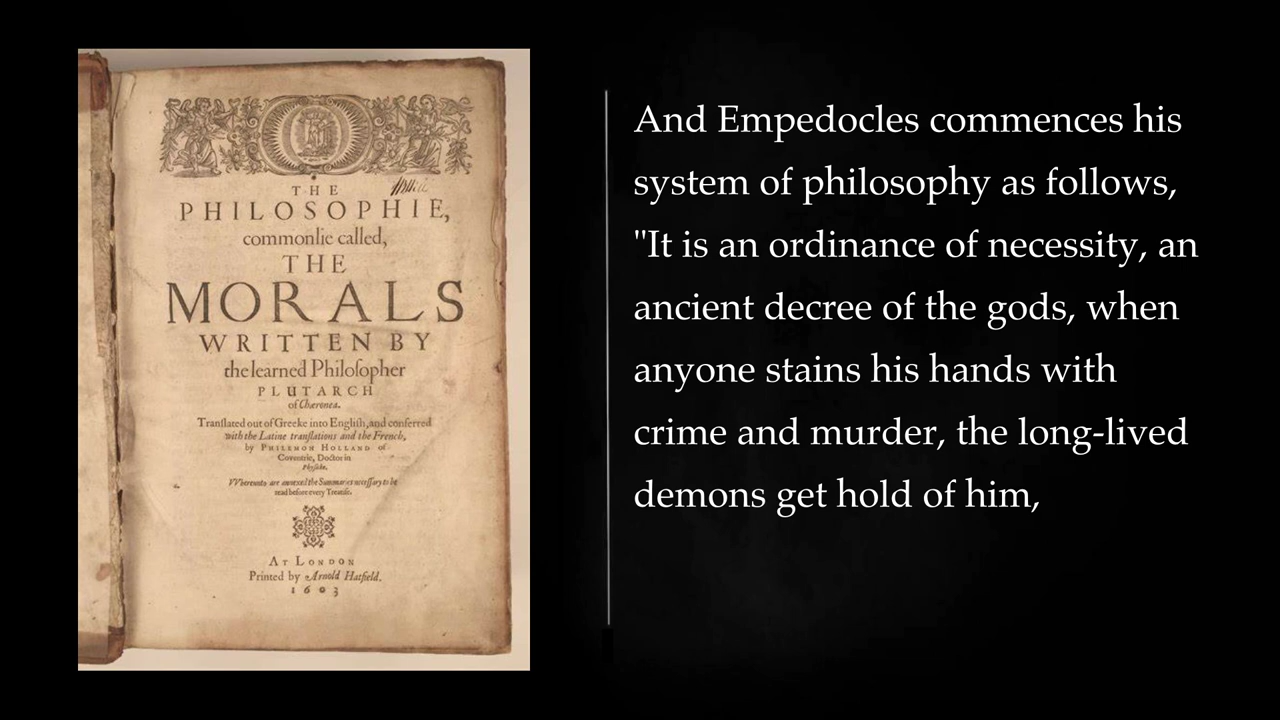 THE
PHILOSOPHIE,
commonlie called,
THE
MORALS
WRITTEN BY
the learned Philoſopher
PLUTARCH
of Chæronea.
Tranſlated out of Greeke into Engliſh, and conferred
with the Latine tranſlations and the French,
by PHILEMON HOLLAND of
Coventrie, Doctor in
Phyſicke.
VVhereunto are annexed the Summaries neceſſary to be
read before every Treatiſe.
AT LONDON
Printed by Arnold Hatfield.
1603
And Empedocles commences his
system of philosophy as follows,
"It is an ordinance of necessity, an
ancient decree of the gods, when
anyone stains his hands with
crime and murder, the long-lived
demons get hold of him,